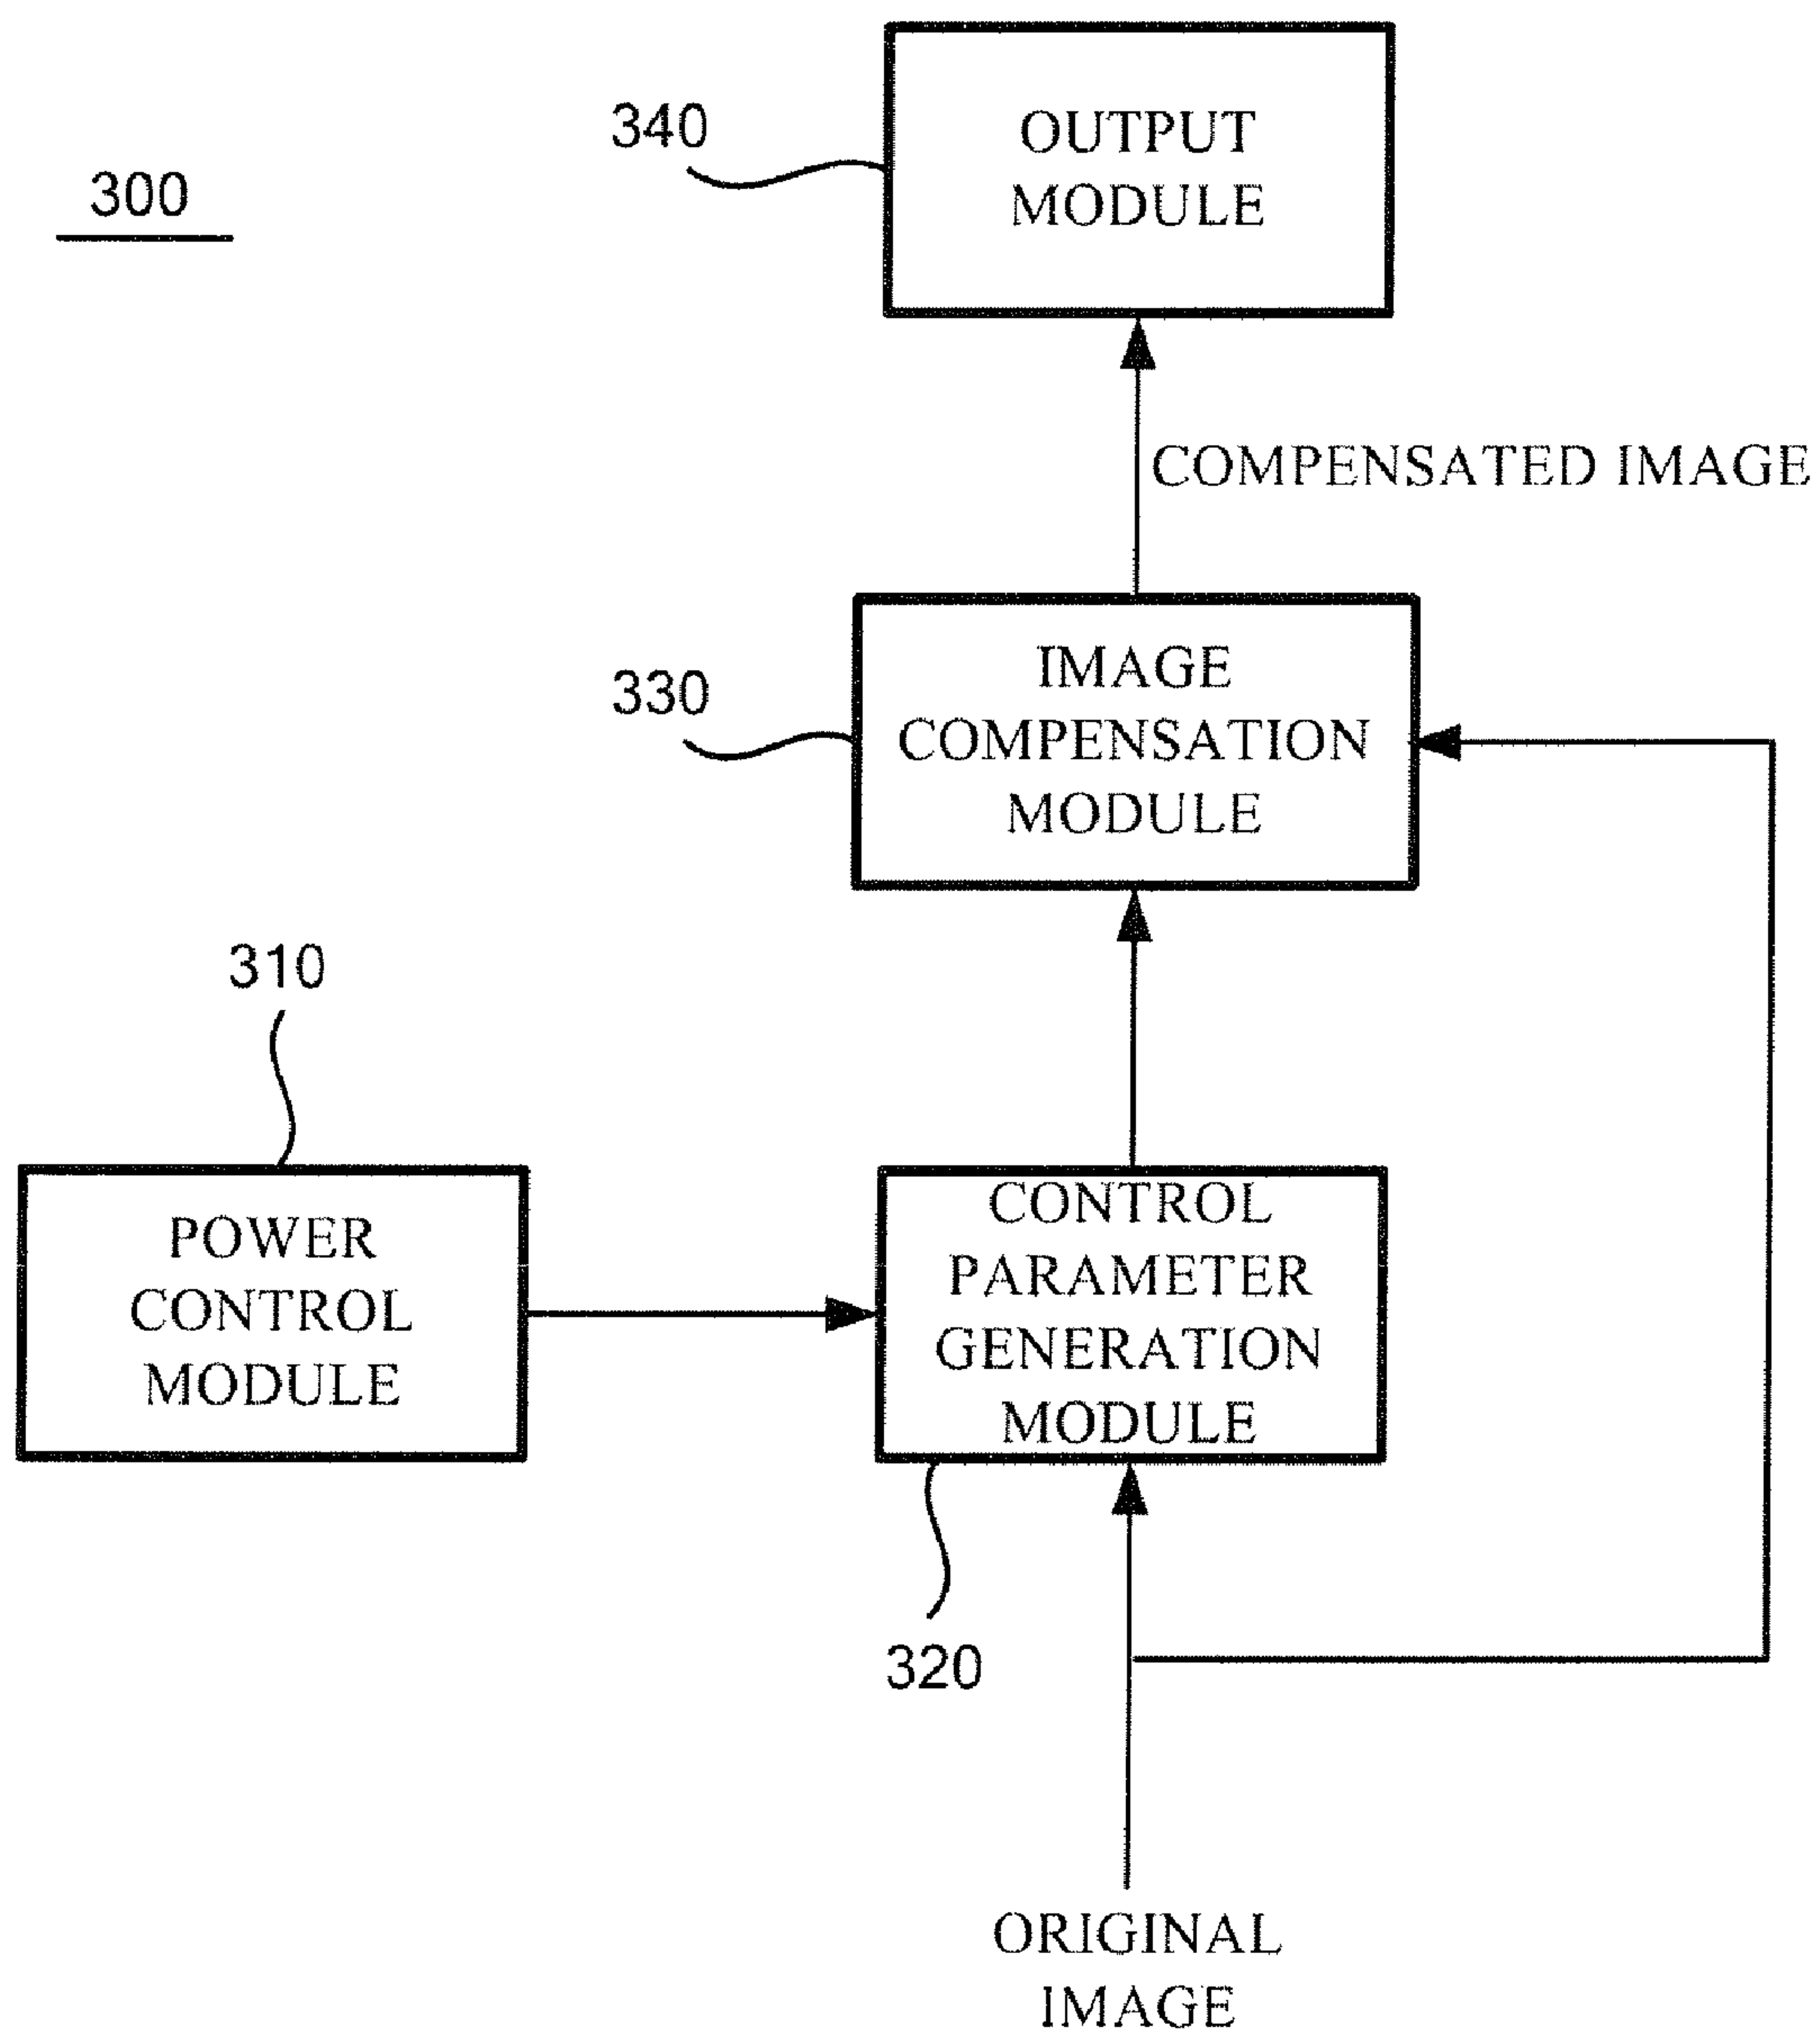 300
340
OUTPUT
MODULE
COMPENSATED IMAGE
330
IMAGE
COMPENSATION
MODULE
310
POWER
CONTROL
MODULE
CONTROL
PARAMETER
GENERATION
MODULE
320
ORIGINAL
IMAGE